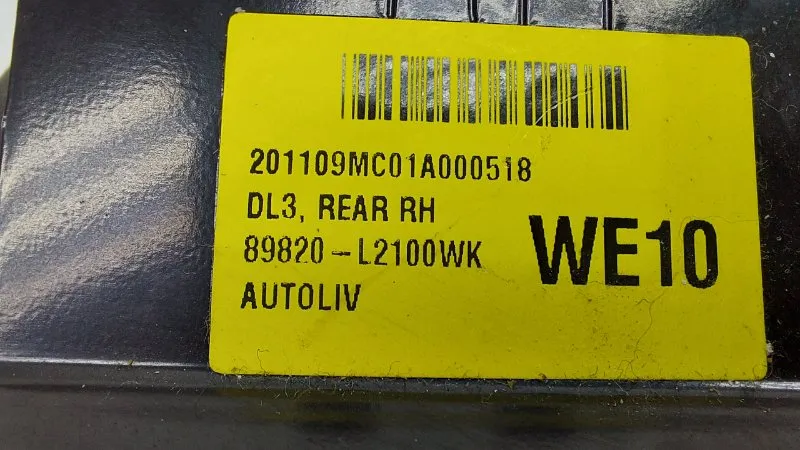 201109MC01A000518
DL3, REAR RH
89820-L2100WK
WE10
AUTOLIV